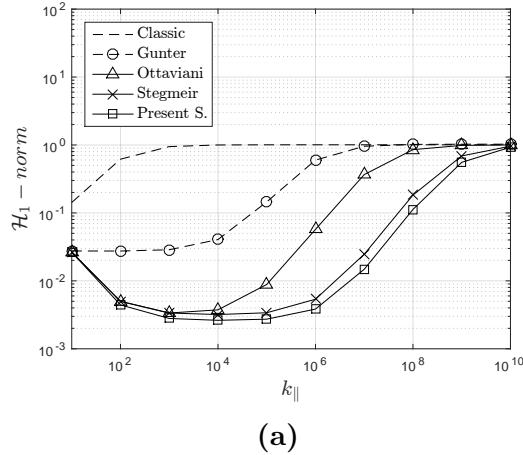 10^2
Classic
Gunter
Ottaviani
Stegmeir
Present S.
10^1
10^0
10^-1
10^-2
10^-3
ℋ₁ − norm
10^2 10^4 10^6 10^8 10^10
k_∥
(a)